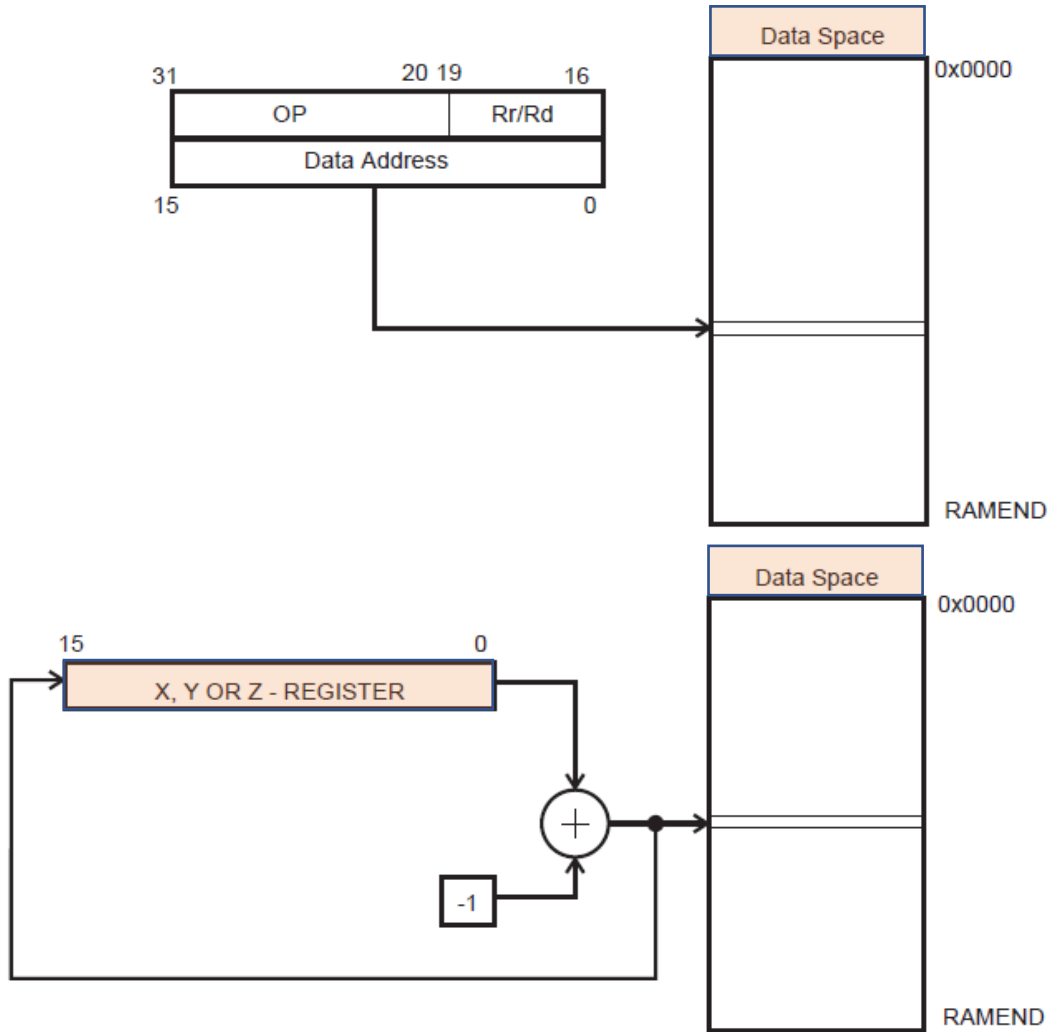 Data Space
0x0000
31 20 19 16
OP Rr/Rd
Data Address
15 0
RAMEND
Data Space
0x0000
15 0
X, Y OR Z - REGISTER
+
-1
RAMEND